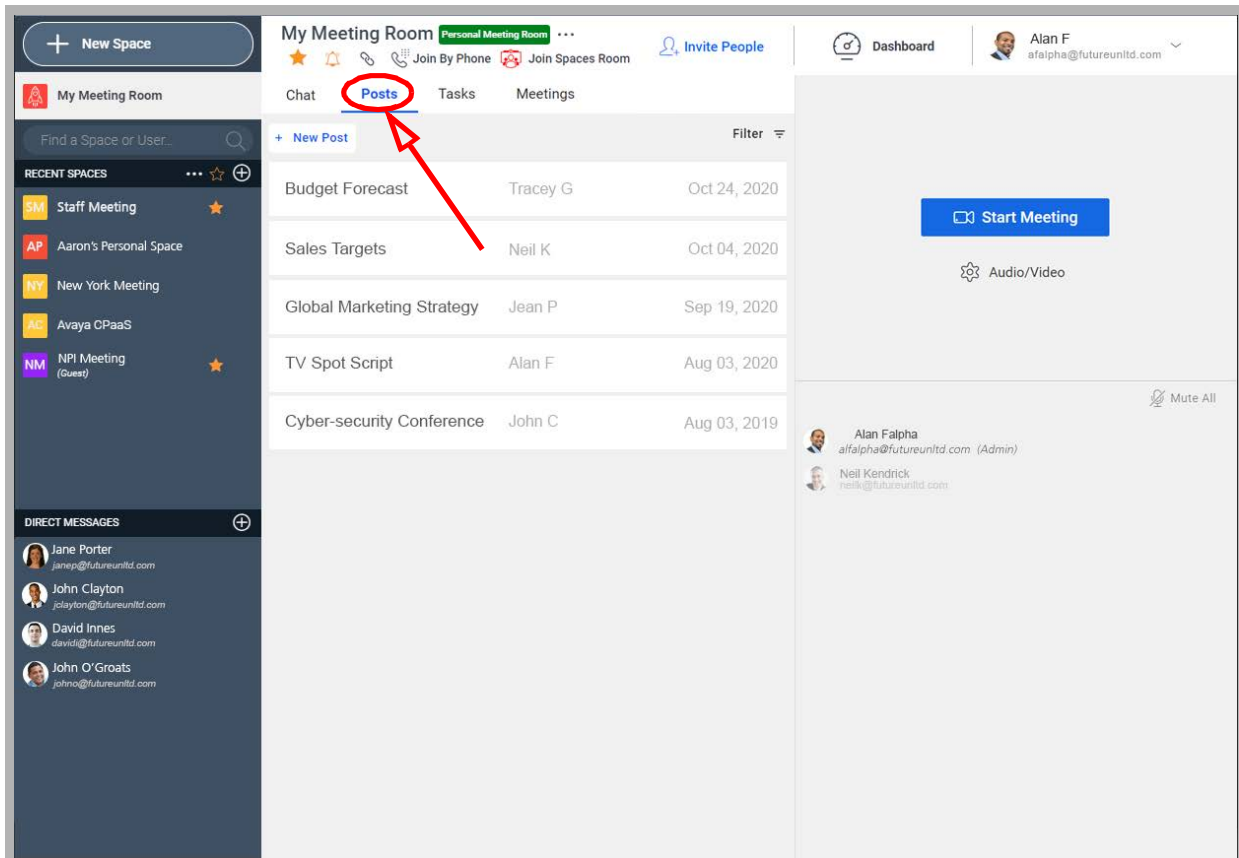 New Space
My Meeting Room
Find a Space or User...
RECENT SPACES
SM Staff Meeting
AP Aaron's Personal Space
NY New York Meeting
AC Avaya CPaaS
NM NPI Meeting
(Guest)
DIRECT MESSAGES
Jane Porter
janep@futureunltd.com
John Clayton
jclayton@futureunltd.com
David Innes
davidi@futureunltd.com
John O'Groats
johno@futureunltd.com
My Meeting Room Personal Meeting Room ...
Join By Phone Join Spaces Room
Invite People
Chat Posts Tasks Meetings
+ New Post Filter
Budget Forecast Tracey G Oct 24, 2020
Sales Targets Neil K Oct 04, 2020
Global Marketing Strategy Jean P Sep 19, 2020
TV Spot Script Alan F Aug 03, 2020
Cyber-security Conference John C Aug 03, 2019
Dashboard
Alan F
afalpha@futureunltd.com
Start Meeting
Audio/Video
Mute All
Alan Falpha
alfalpha@futureunltd.com (Admin)
Neil Kendrick
neilk@futureunltd.com